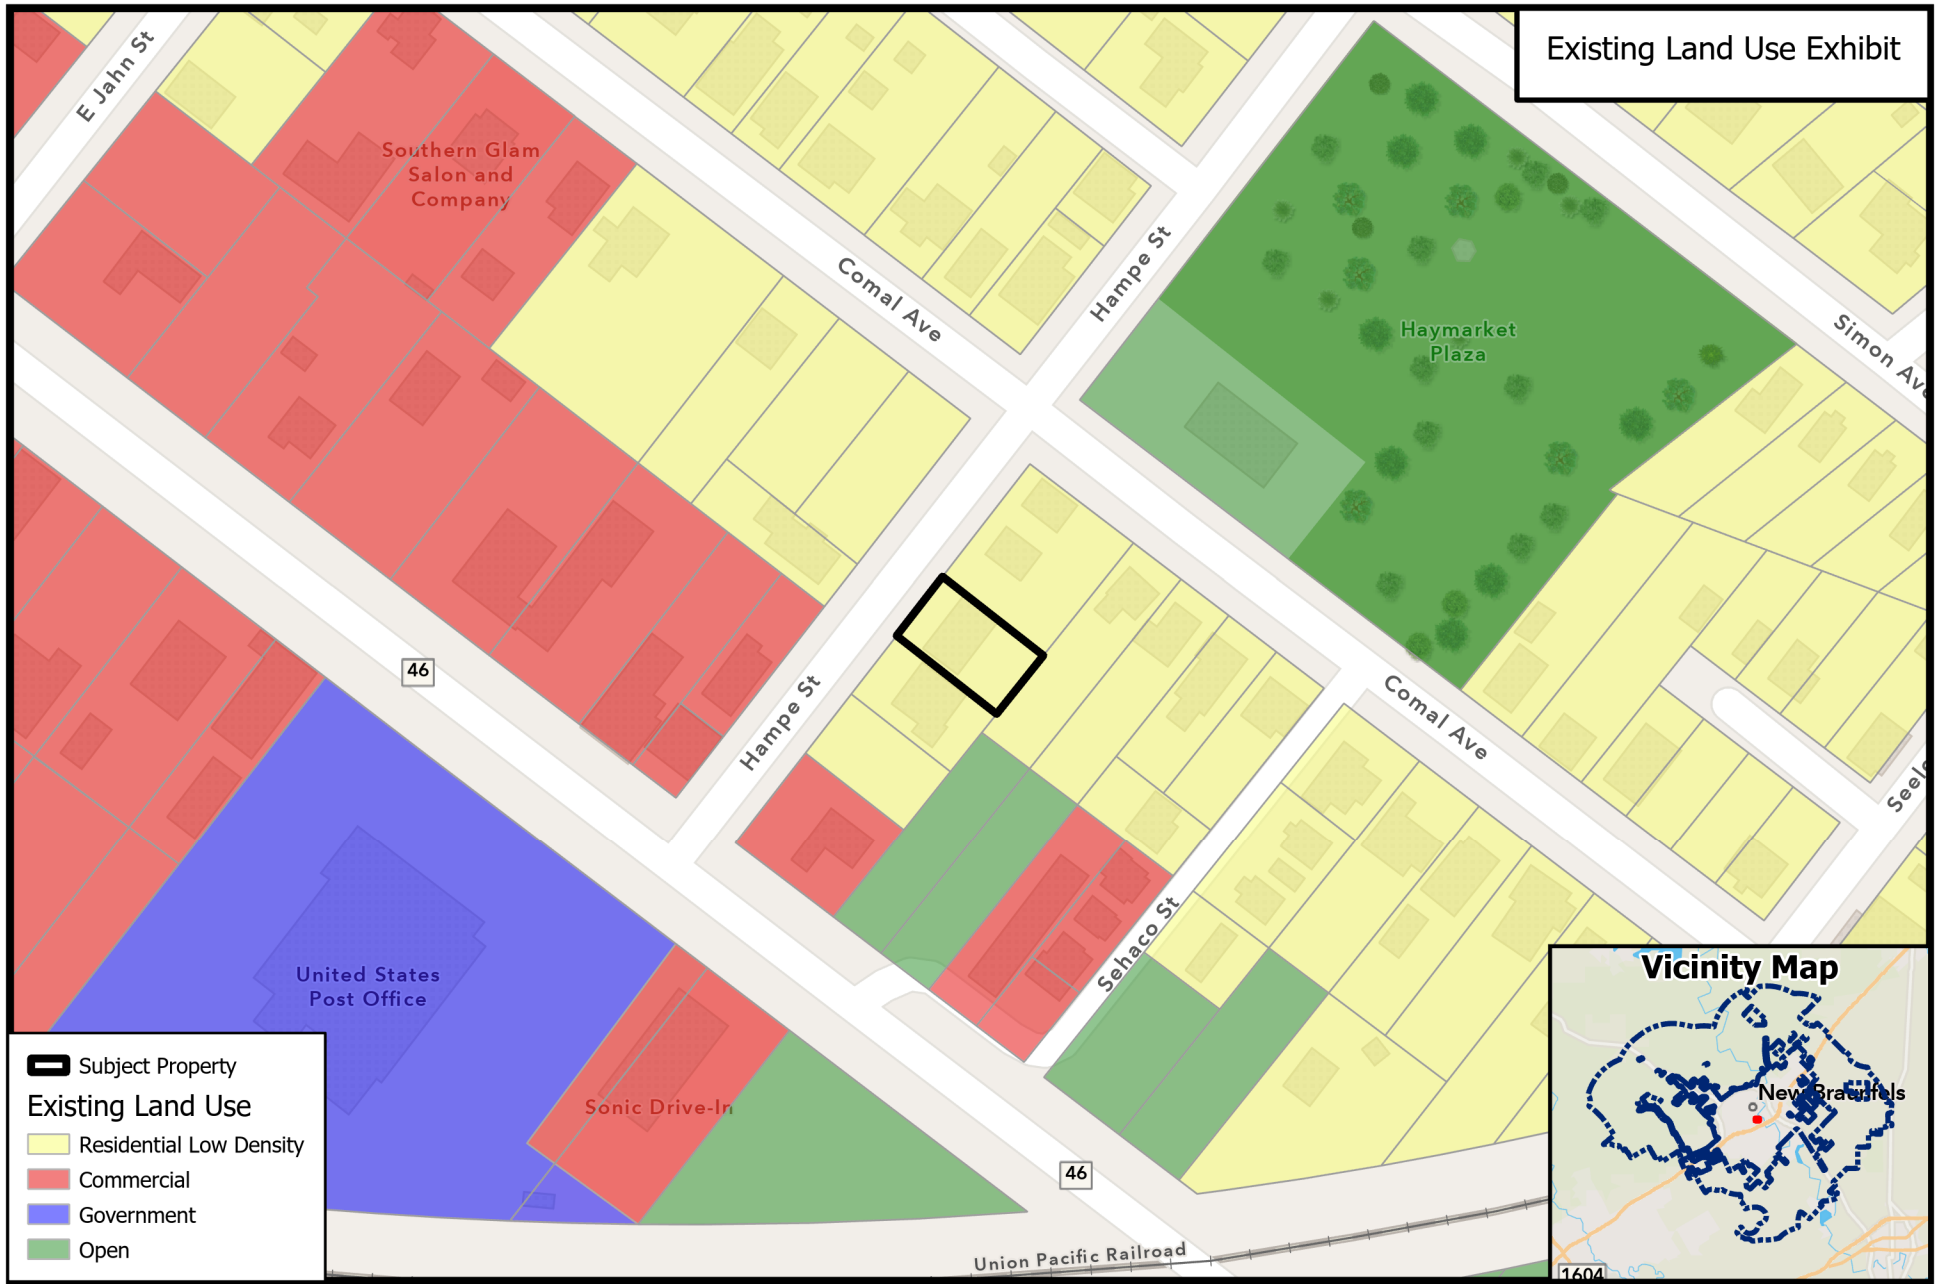 Existing Land Use Exhibit
E Jahn St
Southern Glam
Salon and
Company
Comal Ave
Hampe St
Haymarket
Plaza
Simon Ave
46
Hampe St
Comal Ave
Sehaco St
United States
Post Office
Sonic Drive-In
46
Union Pacific Railroad
Subject Property
Existing Land Use
Residential Low Density
Commercial
Government
Open
Vicinity Map
New Braunfels
1604